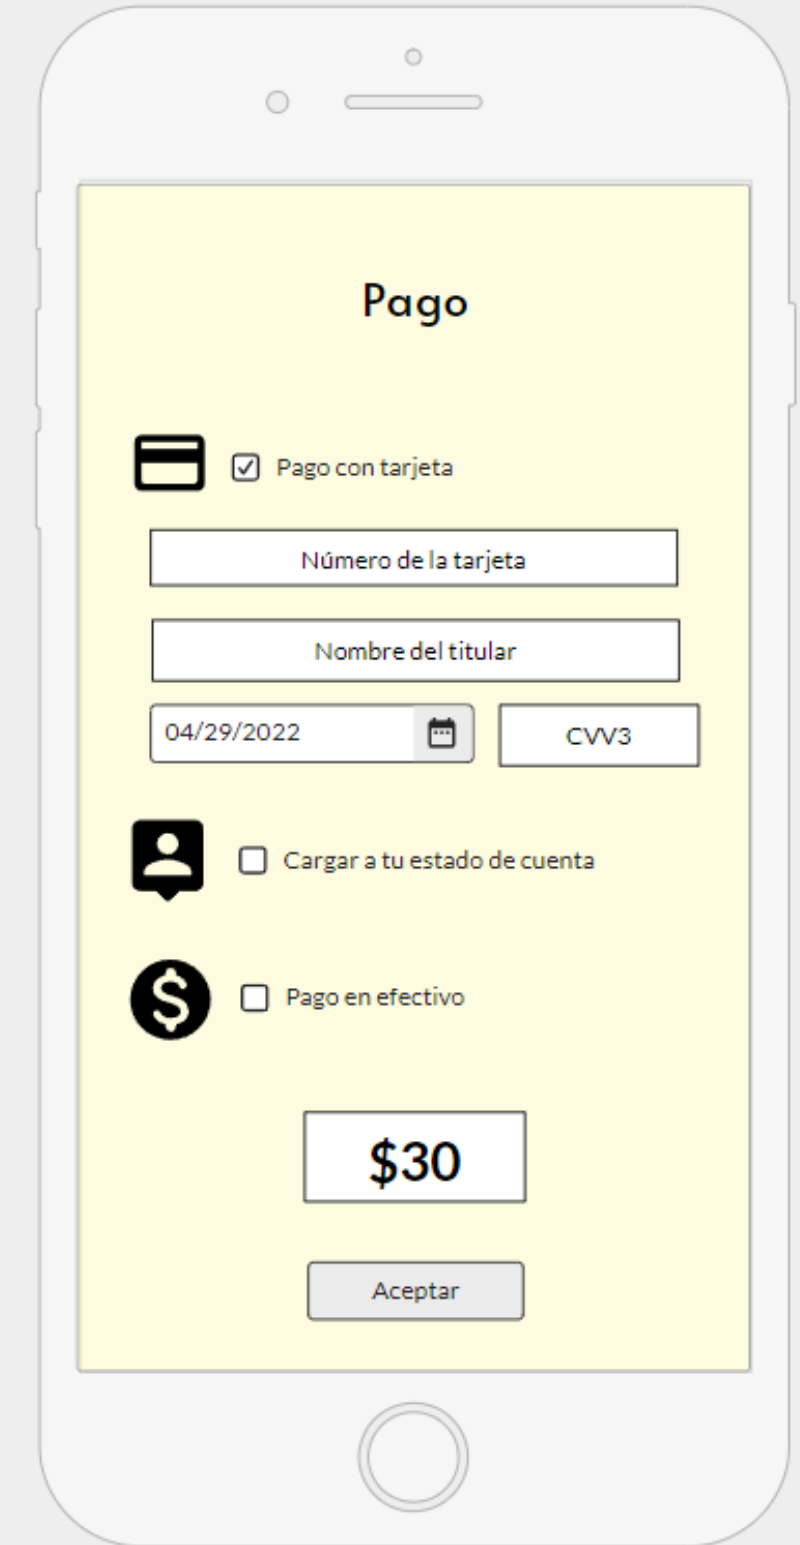 Pago
Pago con tarjeta
Número de la tarjeta
Nombre del titular
04/29/2022
CVV3
Cargar a tu estado de cuenta
Pago en efectivo
$30
Aceptar